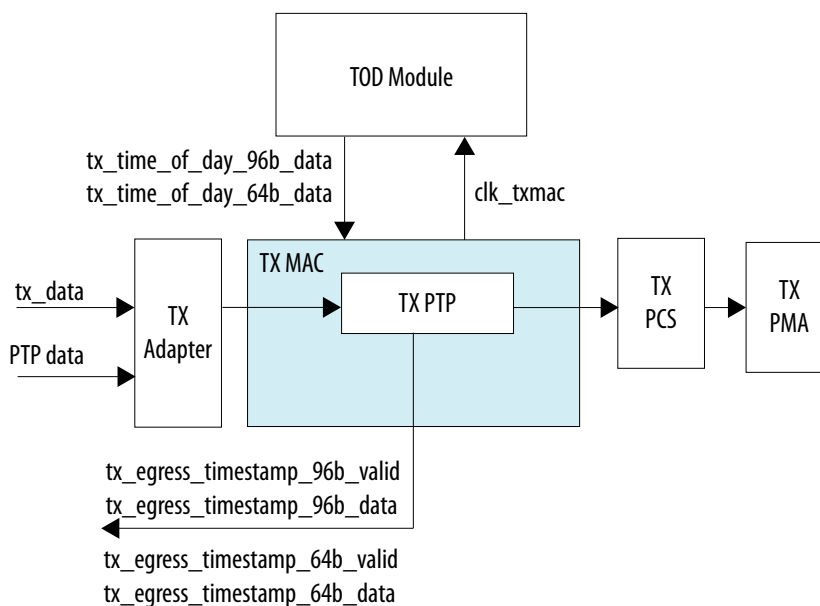 TOD Module
tx_time_of_day_96b_data
tx_time_of_day_64b_data
clk_txmac
TX MAC
tx_data
PTP data
TX
Adapter
TX PTP
TX
PCS
TX
PMA
tx_egress_timestamp_96b_valid
tx_egress_timestamp_96b_data
tx_egress_timestamp_64b_valid
tx_egress_timestamp_64b_data